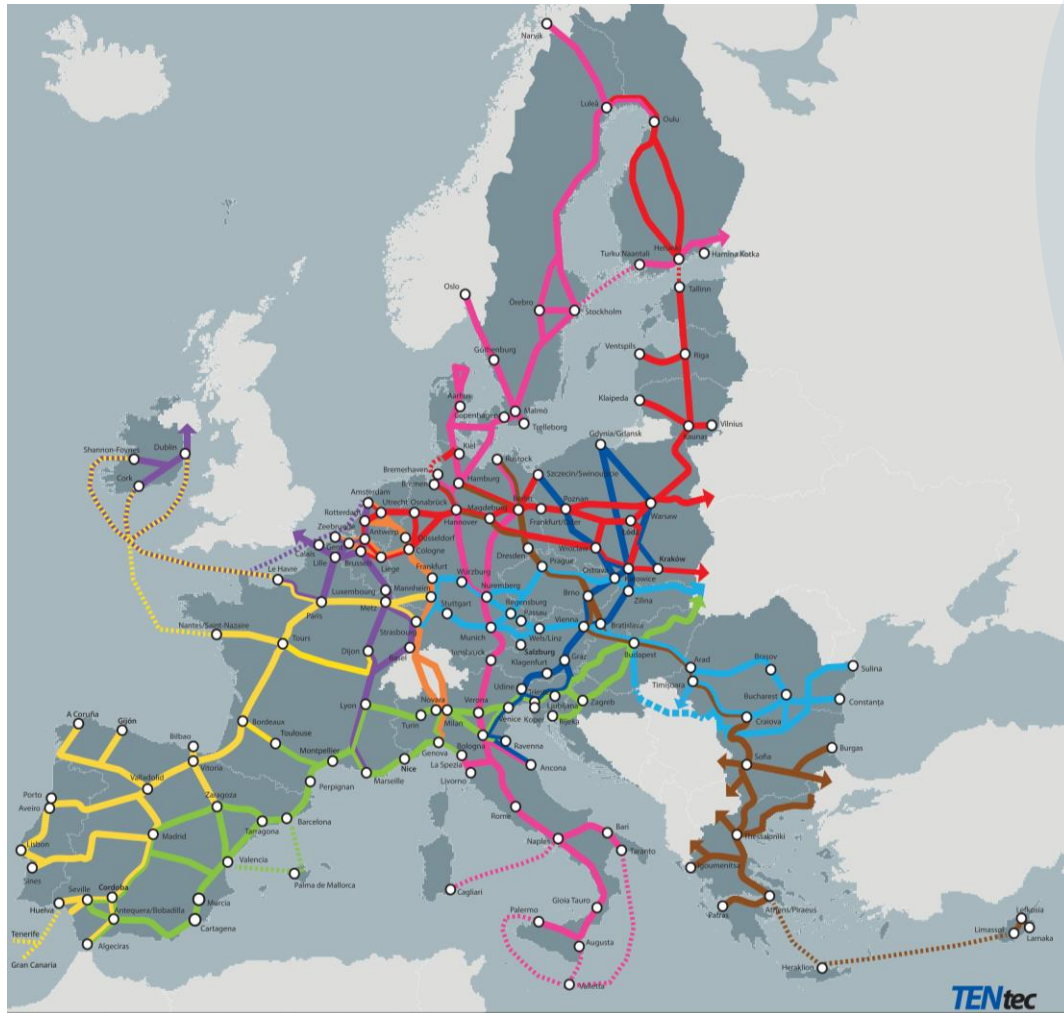 Narvik
Luleå
Oulu
Helsinki
Turku Naantali
Hamina Kotka
Tallinn
Oslo
Örebro
Stockholm
Ventspils
Riga
Göthenburg
Klaipeda
Vilnius
Kaunas
Aarhus
Copenhagen
Malmö
Trelleborg
Gdynia/Gdansk
Shannon-Foynes
Dublin
Cork
Kiel
Rostock
Bremerhaven
Bremen
Hamburg
Szczecin/Swinoujscie
Amsterdam
Rotterdam
Utrecht
Osnabrück
Hannover
Magdeburg
Berlin
Frankfurt/Oder
Poznan
Warsaw
Zeebrugge
Antwerp
Düsseldorf
Cologne
Łódź
Calais
Lille
Brussels
Liege
Dresden
Wroclaw
Le Havre
Luxembourg
Mannheim
Frankfurt
Würzburg
Nuremberg
Prague
Ostrava
Katowice
Kraków
Paris
Metz
Stuttgart
Regensburg
Passau
Brno
Zilina
Nantes/Saint-Nazaire
Tours
Strasbourg
Munich
Wels/Linz
Vienna
Bratislava
Dijon
Basel
Innsbruck
Salzburg
Klagenfurt
Graz
Budapest
Arad
Braşov
Sulina
Timişoara
Bucharest
Constanţa
Craiova
Lyon
Turin
Novara
Milan
Verona
Udine
Venice
Koper
Ljubljana
Rijeka
Zagreb
Bordeaux
Toulouse
Montpellier
Marseille
Nice
Genova
La Spezia
Livorno
Bologna
Ravenna
Ancona
A Coruña
Gijón
Bilbao
Vitoria
Perpignan
Sofia
Burgas
Valladolid
Zaragoza
Barcelona
Tarragona
Porto
Aveiro
Madrid
Rome
Naples
Bari
Taranto
Thessalpniki
Igoumenitsa
Lisbon
Sines
Valencia
Palma de Mallorca
Cagliari
Seville
Cordoba
Murcia
Huelva
Antequera/Bobadilla
Cartagena
Algeciras
Tenerife
Gran Canaria
Palermo
Gioia Tauro
Augusta
Valletta
Patras
Athens/Piraeus
Heraklion
Lefkosia
Limassol
Larnaka
TENtec